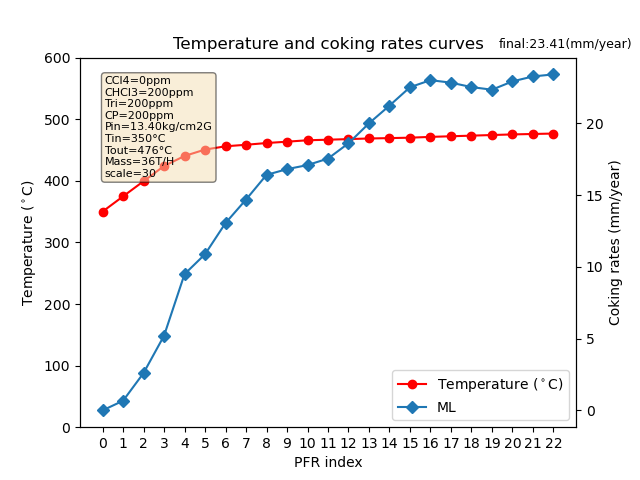 Temperature and coking rates curves
final:23.41(mm/year)
CCl4=0ppm
CHCl3=200ppm
Tri=200ppm
CP=200ppm
Pin=13.40kg/cm2G
Tin=350°C
Tout=476°C
Mass=36T/H
scale=30
Temperature (°C)
600
500
400
300
200
100
0
20
15
10
5
0
Coking rates (mm/year)
Temperature (°C)
ML
0 1 2 3 4 5 6 7 8 9 10 11 12 13 14 15 16 17 18 19 20 21 22
PFR index